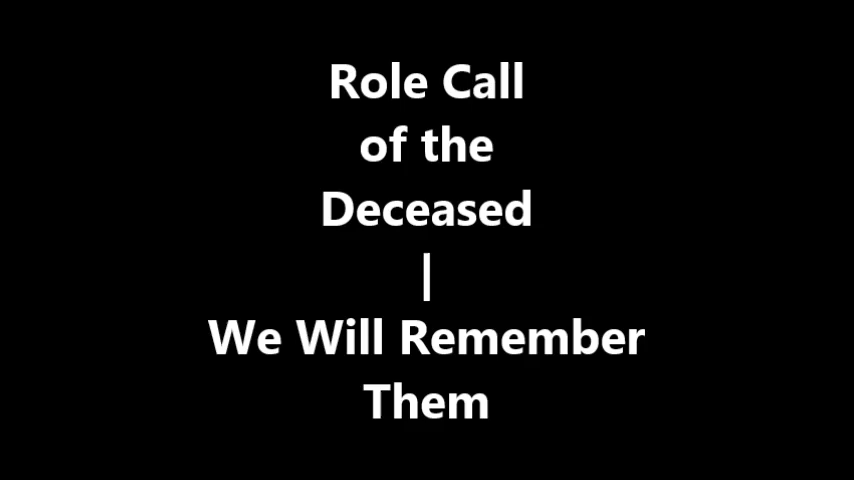 Role Call
of the
Deceased
|
We Will Remember
Them